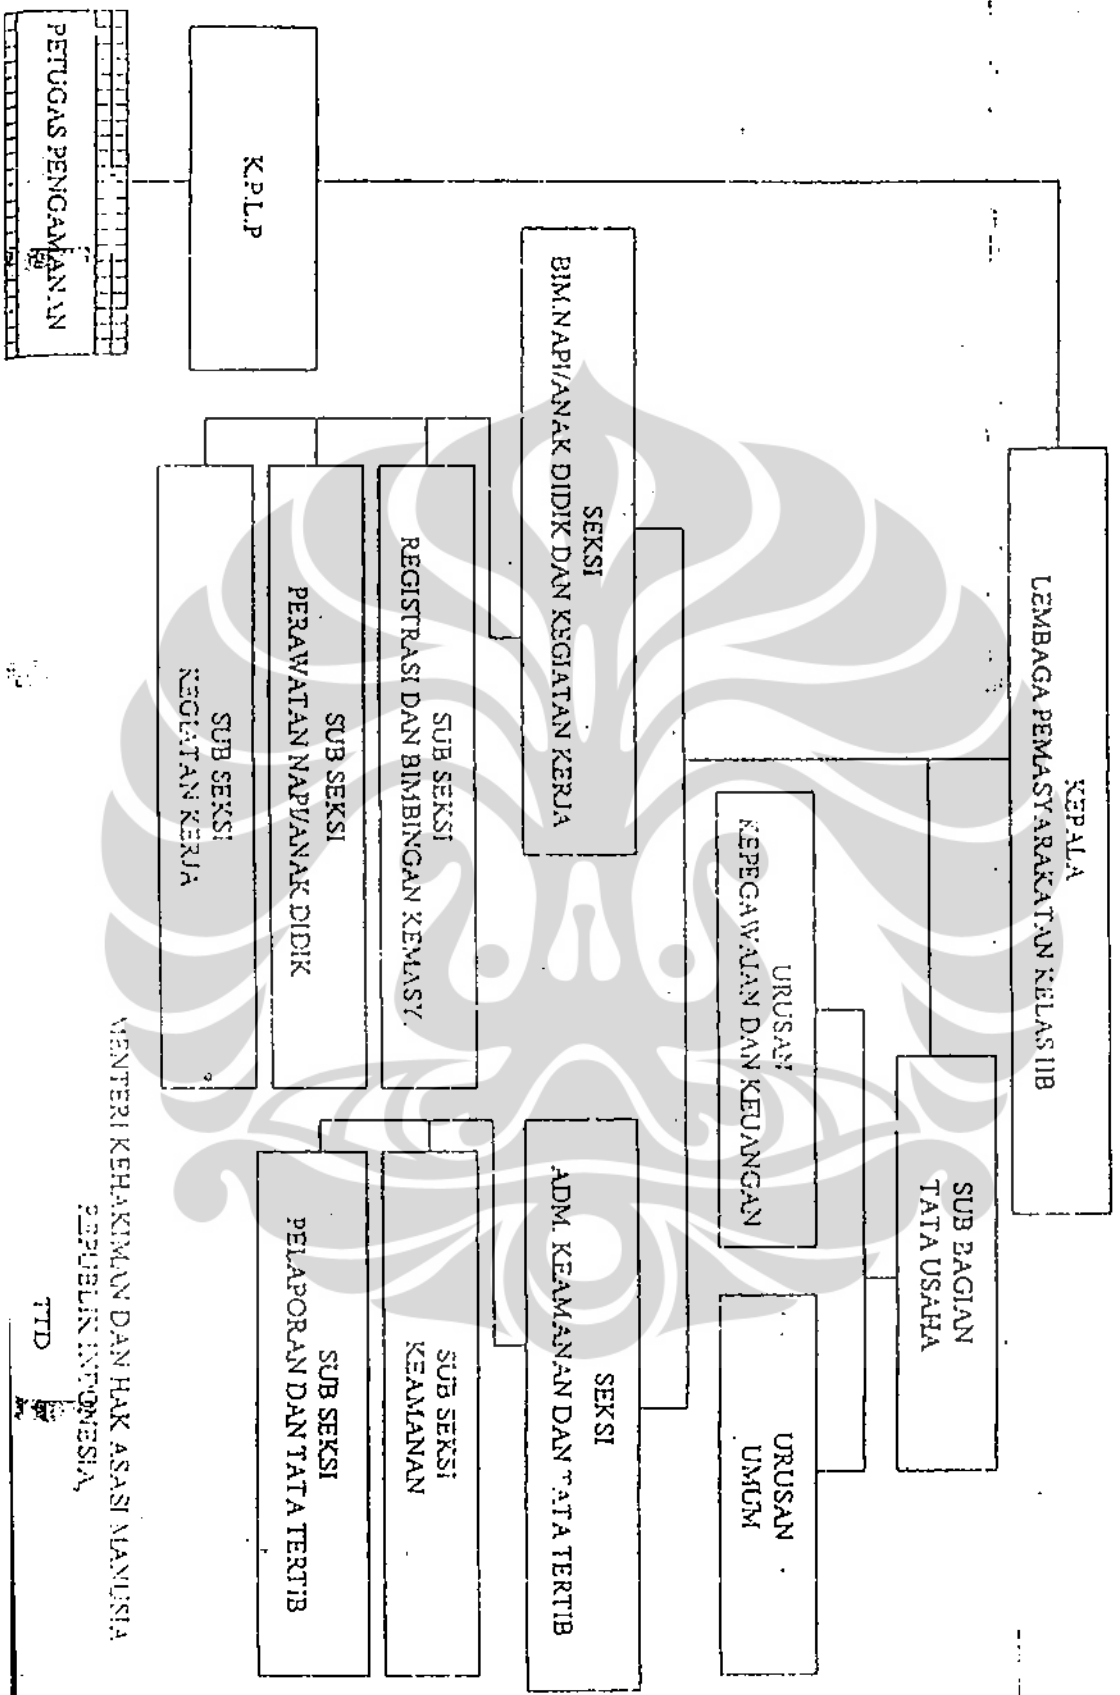 KEPALA
LEMBAGA PEMASYARAKATAN KELAS IIB
SUB BAGIAN
TATA USAHA
URUSAN
KEPEGAWAIAN DAN KEUANGAN
URUSAN
UMUM
SEKSI
BIM.NAPI/ANAK DIDIK DAN KEGIATAN KERJA
SEKSI
ADM. KEAMANAN DAN TATA TERTIB
SUB SEKSI
REGISTRASI DAN BIMBINGAN KEMASY.
SUB SEKSI
PERAWATAN NAPI/ANAK DIDIK
SUB SEKSI
KEGIATAN KERJA
SUB SEKSI
KEAMANAN
SUB SEKSI
PELAPORAN DAN TATA TERTIB
K.P.L.P
PETUGAS PENGAMANAN
MENTERI KEHAKIMAN DAN HAK ASASI MANUSIA
REPUBLIK INDONESIA,
TTD